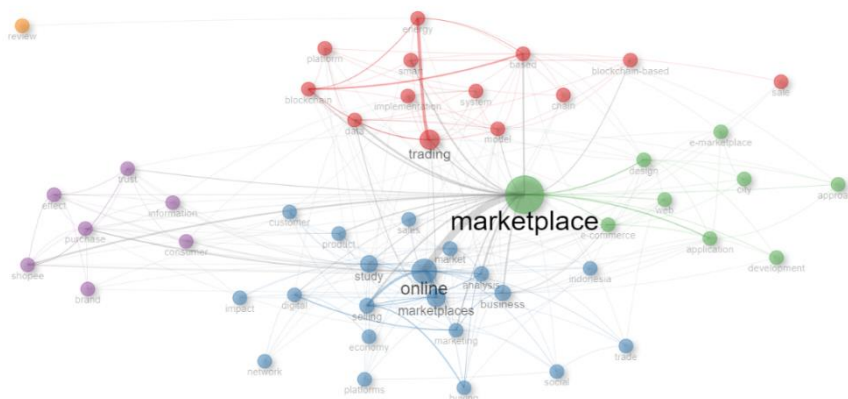 review
energy
platform
smart
based
blockchain-based
blockchain
implementation
system
chain
sale
data
trading
model
e-marketplace
design
city
approach
trust
effect
information
customer
sales
marketplace
web
purchase
product
e-commerce
application
consumer
market
shopee
study
online
analysis
indonesia
development
brand
impact
digital
selling
marketplaces
business
economy
marketing
trade
network
platforms
social